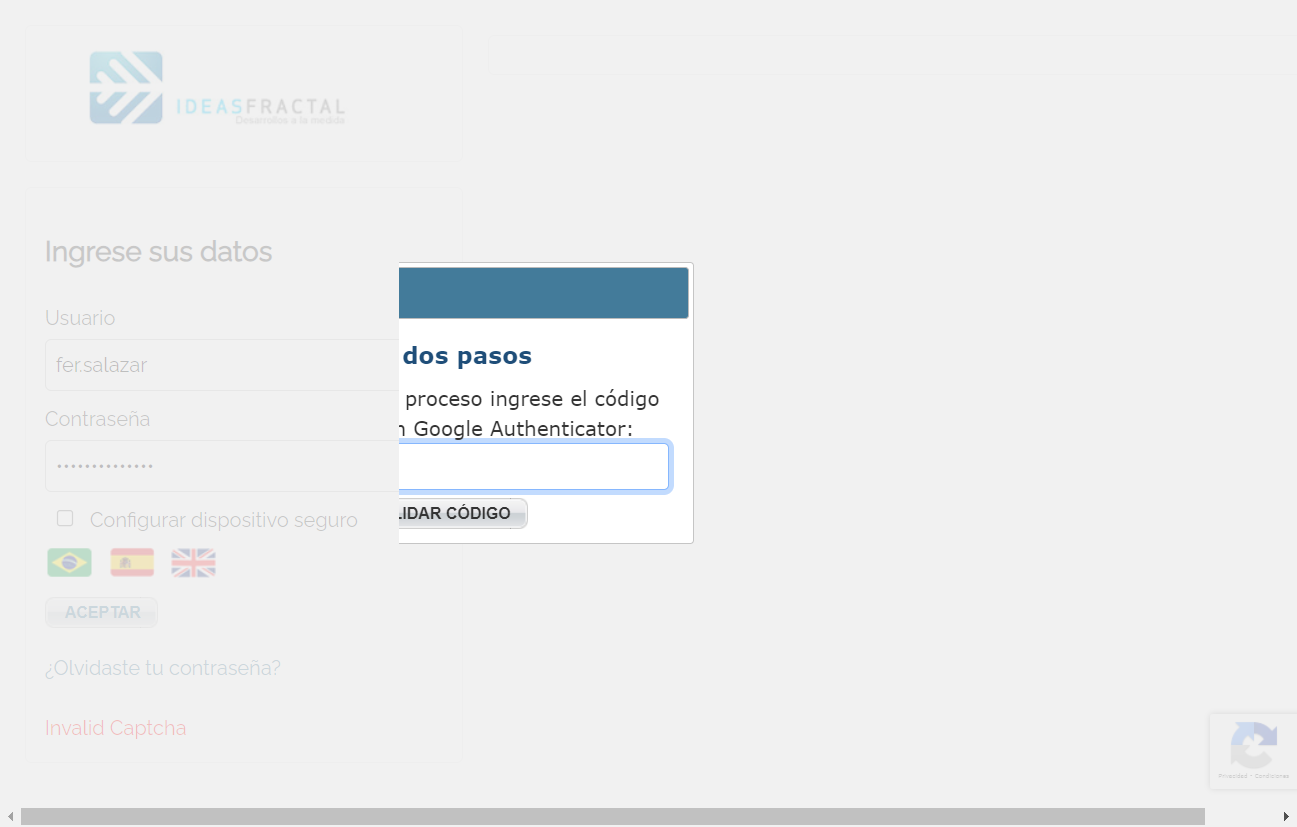 IDEASFRACTAL
Desarrollos a la medida
Ingrese sus datos
Usuario
fer.salazar
Contraseña
••••••••••••••
Configurar dispositivo seguro
ACEPTAR
¿Olvidaste tu contraseña?
Invalid Captcha
dos pasos
proceso ingrese el código
n Google Authenticator:
LIDAR CÓDIGO
Privacidad - Condiciones